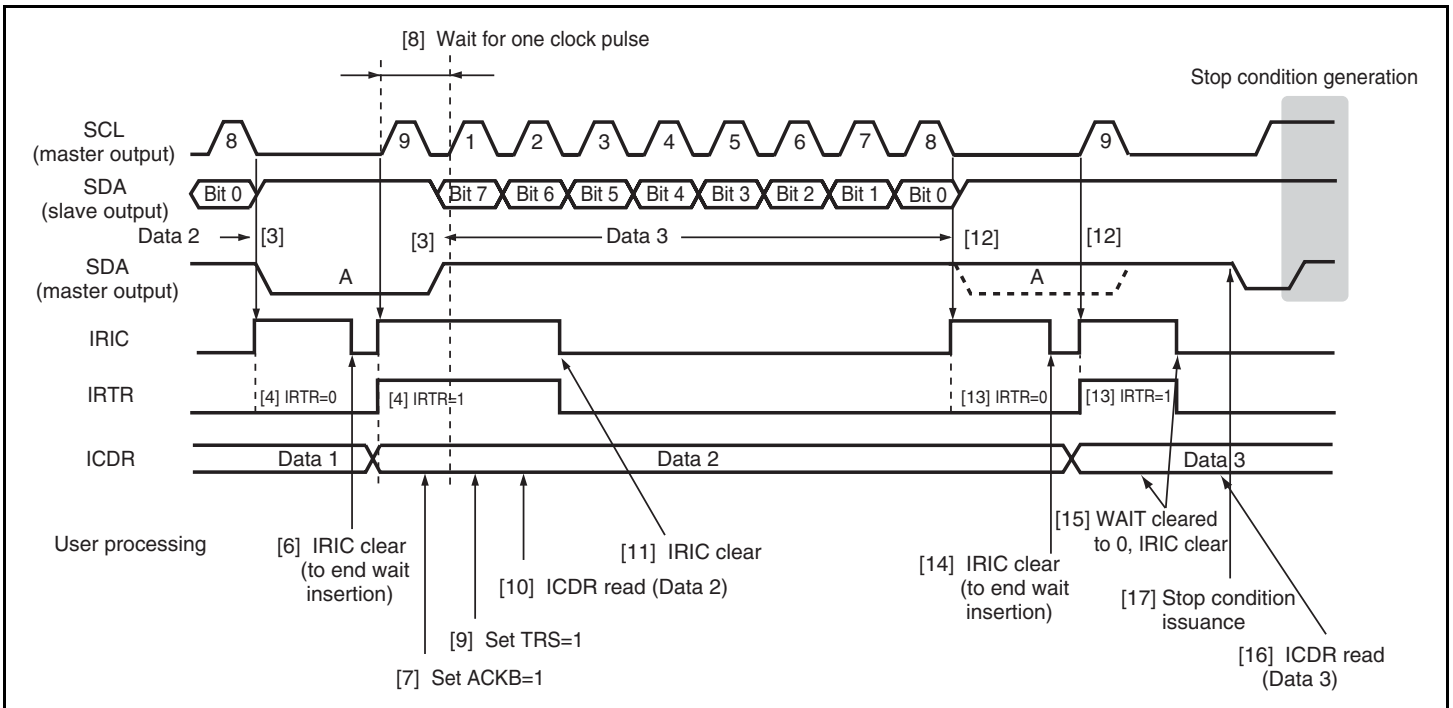 [8] Wait for one clock pulse
Stop condition generation
SCL
(master output)
8
9
1
2
3
4
5
6
7
8
9
SDA
(slave output)
Bit 0
Bit 7
Bit 6
Bit 5
Bit 4
Bit 3
Bit 2
Bit 1
Bit 0
Data 2
[3]
[3]
Data 3
[12]
[12]
SDA
(master output)
A
A
IRIC
IRTR
[4] IRTR=0
[4] IRTR=1
[13] IRTR=0
[13] IRTR=1
ICDR
Data 1
Data 2
Data 3
User processing
[6] IRIC clear
(to end wait
insertion)
[7] Set ACKB=1
[9] Set TRS=1
[10] ICDR read (Data 2)
[11] IRIC clear
[14] IRIC clear
(to end wait
insertion)
[15] WAIT cleared
to 0, IRIC clear
[17] Stop condition
issuance
[16] ICDR read
(Data 3)